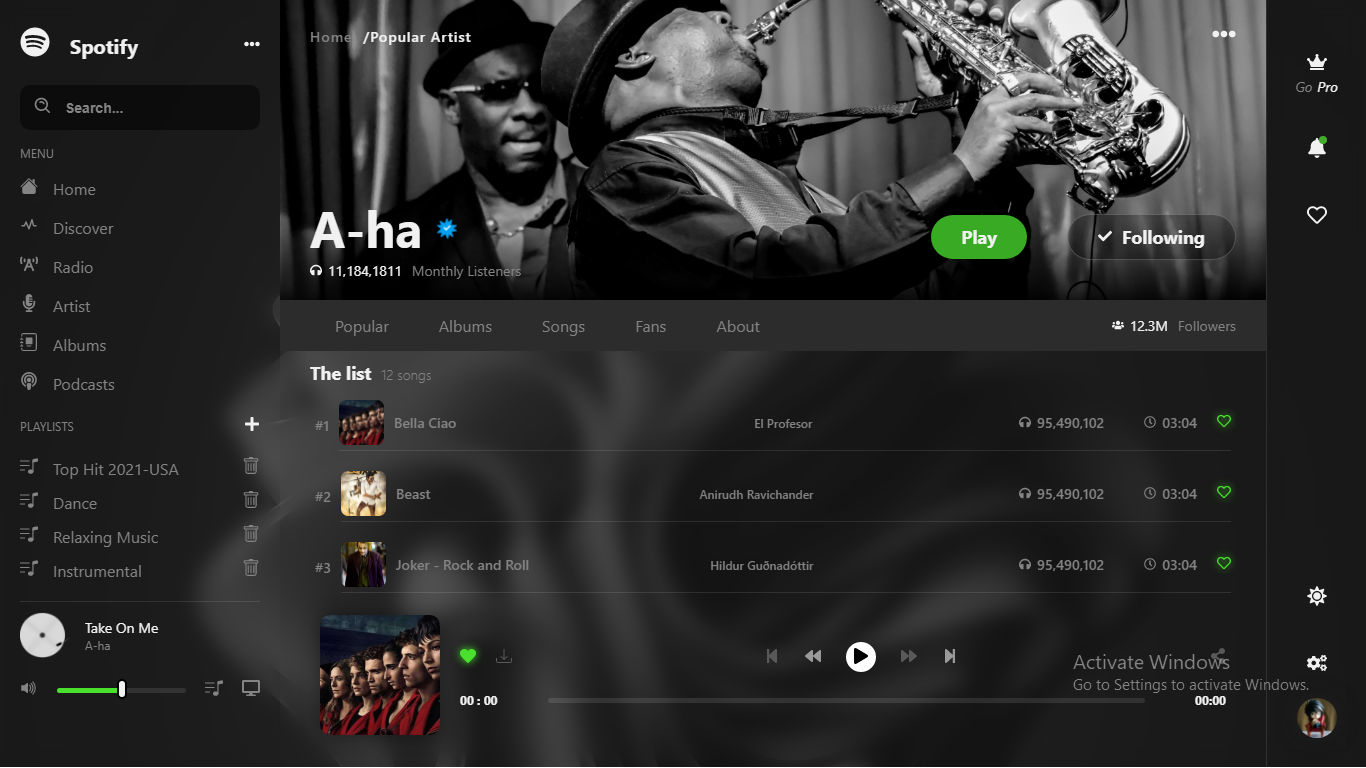 Spotify
Search...
MENU
Home
Discover
Radio
Artist
Albums
Podcasts
PLAYLISTS
Top Hit 2021-USA
Dance
Relaxing Music
Instrumental
Take On Me
A-ha
Home /Popular Artist
A-ha
11,184,1811 Monthly Listeners
Play
Following
Popular Albums Songs Fans About
12.3M Followers
The list 12 songs
#1 Bella Ciao El Profesor 95,490,102 03:04
#2 Beast Anirudh Ravichander 95,490,102 03:04
#3 Joker - Rock and Roll Hildur Guðnadóttir 95,490,102 03:04
00 : 00
00:00
Go Pro
Activate Windows
Go to Settings to activate Windows.